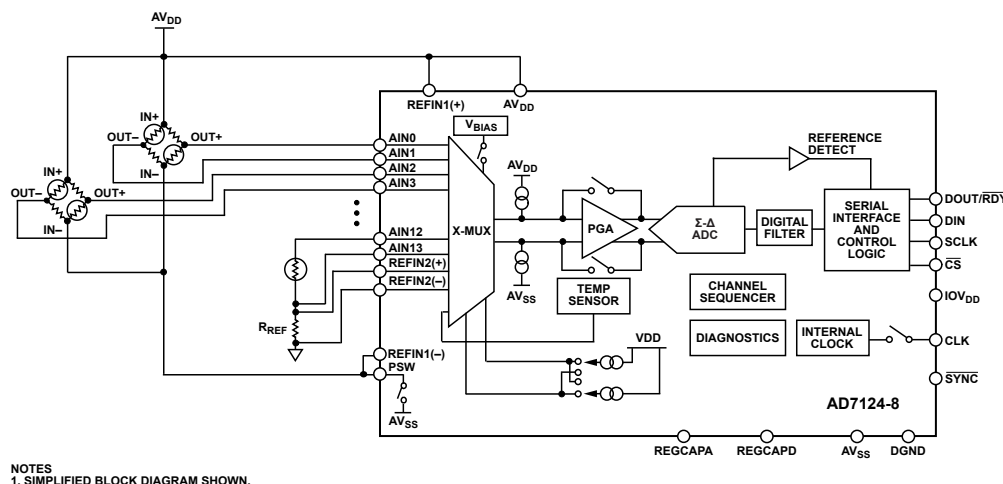 AVDD
REFIN1(+)
AVDD
IN+
OUT–
OUT+
IN–
IN+
OUT–
OUT+
IN–
AIN0
AIN1
AIN2
AIN3
AIN12
AIN13
REFIN2(+)
REFIN2(–)
RREF
REFIN1(–)
PSW
AVSS
VBIAS
X-MUX
AVDD
AVSS
PGA
TEMP
SENSOR
VDD
Σ-Δ
ADC
REFERENCE
DETECT
DIGITAL
FILTER
SERIAL
INTERFACE
AND
CONTROL
LOGIC
CHANNEL
SEQUENCER
DIAGNOSTICS
INTERNAL
CLOCK
DOUT/RDY
DIN
SCLK
CS
IOVDD
CLK
SYNC
AD7124-8
REGCAPA
REGCAPD
AVSS
DGND
NOTES
1. SIMPLIFIED BLOCK DIAGRAM SHOWN.